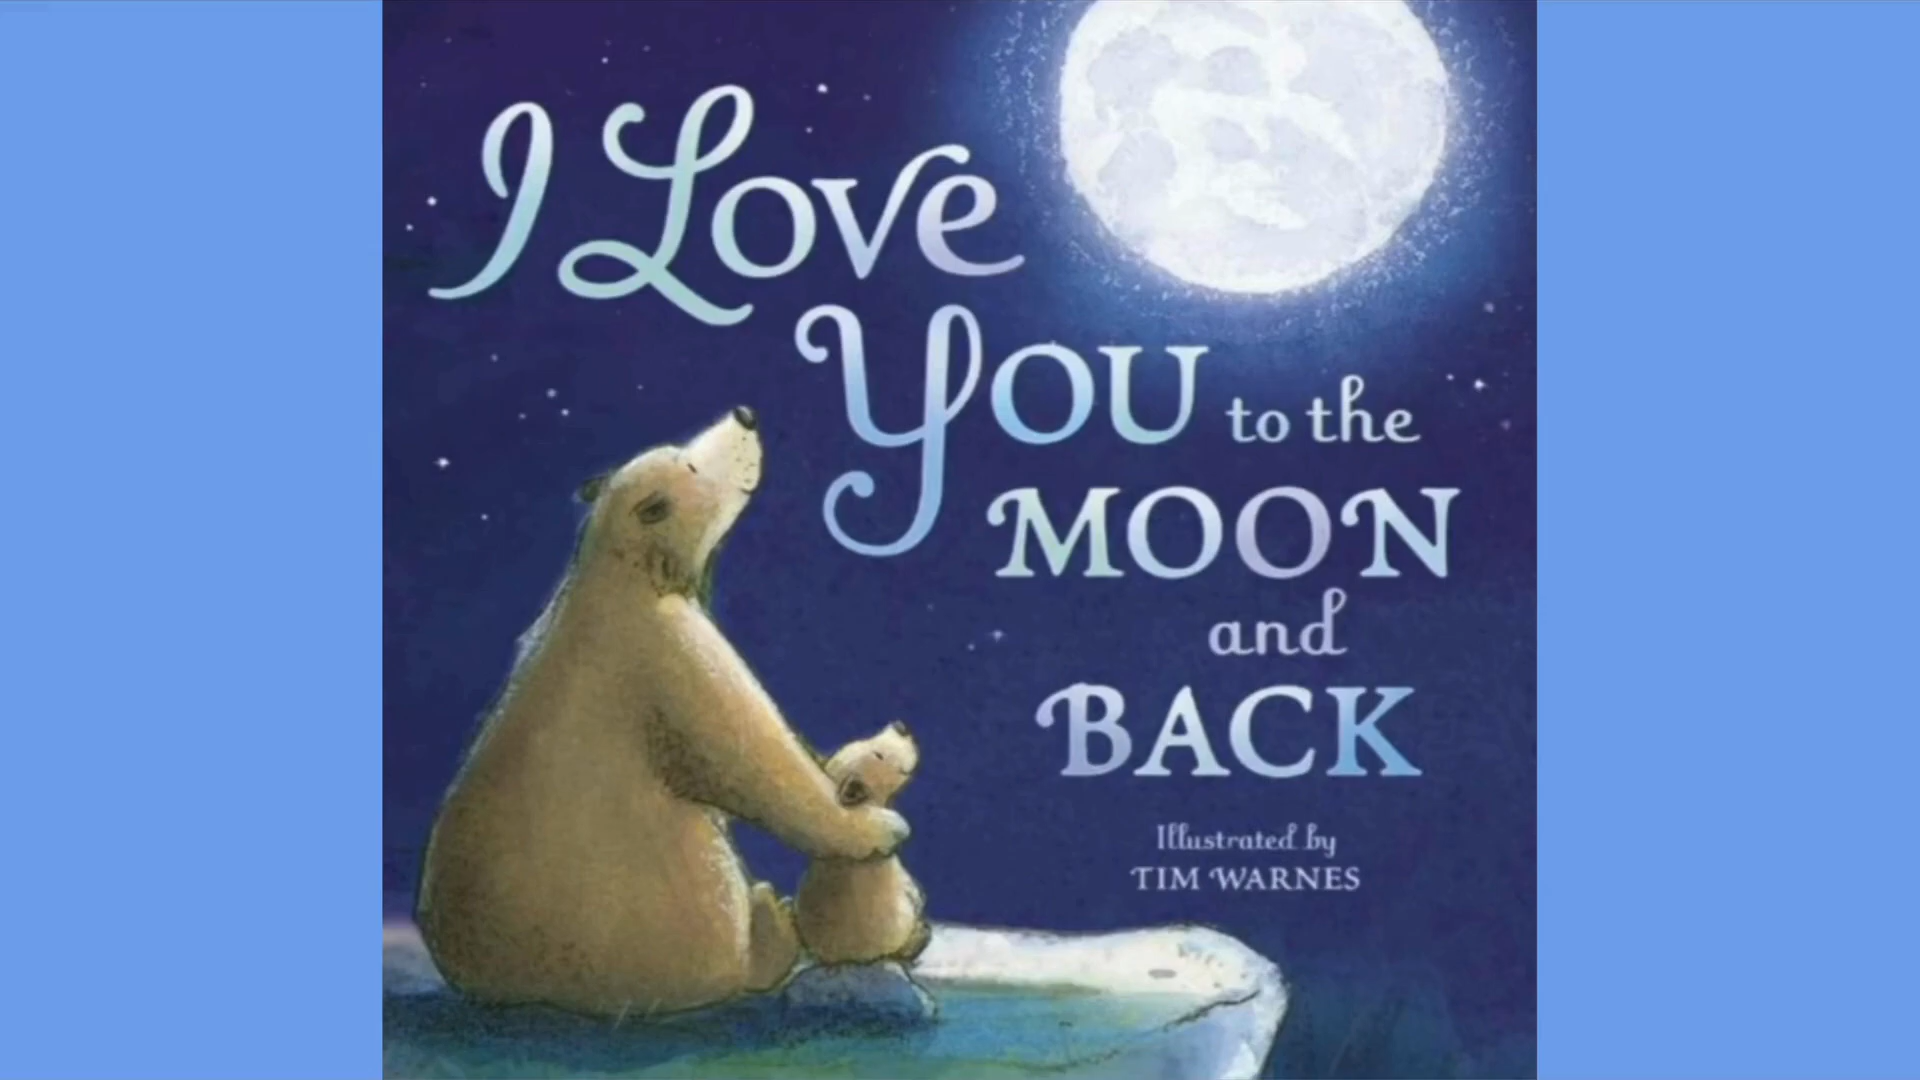 I Love
You to the
MOON
and
BACK
Illustrated by
TIM WARNES